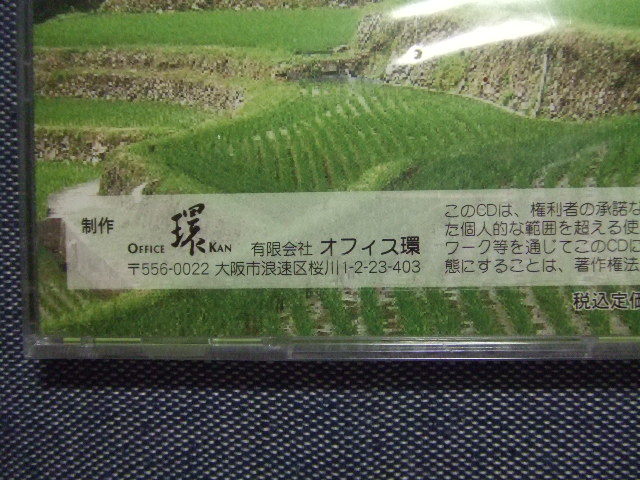 制作
OFFICE 環 KAN 有限会社 オフィス環
〒556-0022 大阪市浪速区桜川1-2-23-403
このCDは、権利者の承諾な
た個人的な範囲を超える使
ワーク等を通じてこのCDに
態にすることは、著作権法
税込定価